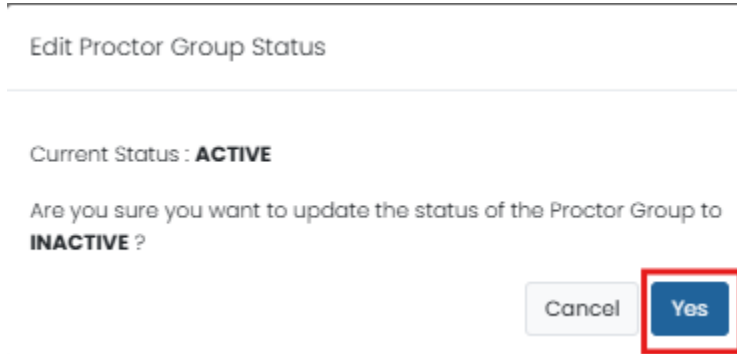 Edit Proctor Group Status
Current Status : ACTIVE
Are you sure you want to update the status of the Proctor Group to
INACTIVE ?
Cancel Yes